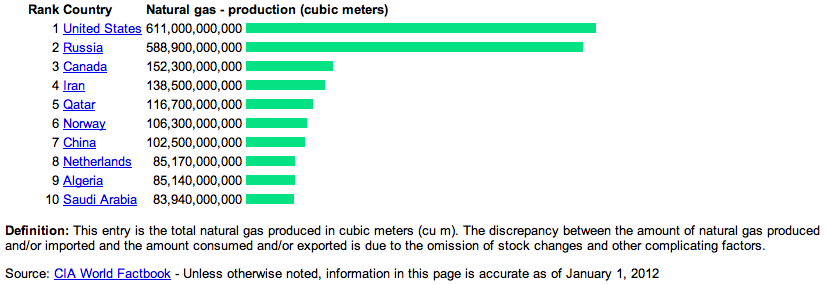 Rank Country Natural gas - production (cubic meters)
1 United States 611,000,000,000
2 Russia 588,900,000,000
3 Canada 152,300,000,000
4 Iran 138,500,000,000
5 Qatar 116,700,000,000
6 Norway 106,300,000,000
7 China 102,500,000,000
8 Netherlands 85,170,000,000
9 Algeria 85,140,000,000
10 Saudi Arabia 83,940,000,000
Definition: This entry is the total natural gas produced in cubic meters (cu m). The discrepancy between the amount of natural gas produced
and/or imported and the amount consumed and/or exported is due to the omission of stock changes and other complicating factors.
Source: CIA World Factbook - Unless otherwise noted, information in this page is accurate as of January 1, 2012